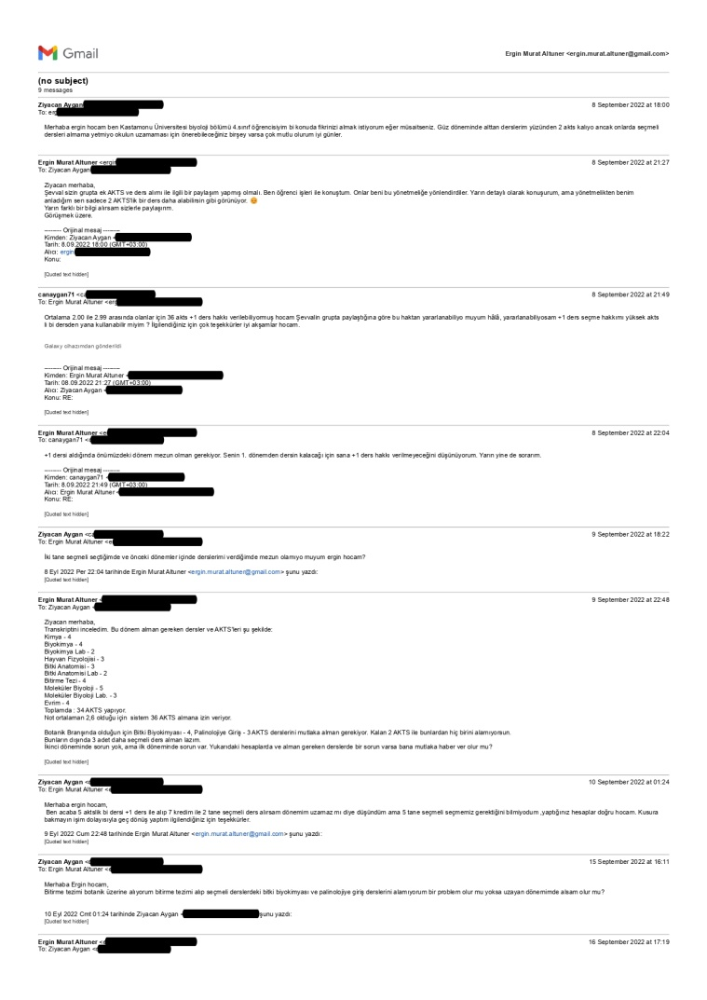 Gmail
Ergin Murat Altuner <ergin.murat.altuner@gmail.com>
(no subject)
9 messages
Ziyacan Aygan
8 September 2022 at 18:00
To: erg
Merhaba ergin hocam ben Kastamonu Üniversitesi biyoloji bölümü 4.sınıf öğrencisiyim bi konuda fikrinizi almak istiyorum eğer müsaitseniz. Güz döneminde alttan derslerim yüzünden 2 akts kalıyo ancak onlarda seçmeli
dersleri almama yetmiyo okulun uzamaması için önerebileceğiniz birşey varsa çok mutlu olurum iyi günler.
Ergin Murat Altuner <ergin
8 September 2022 at 21:27
To: Ziyacan Aygan
Ziyacan merhaba,
Şevval sizin grupta ek AKTS ve ders alımı ile ilgili bir paylaşım yapmış olmalı. Ben öğrenci işleri ile konuştum. Onlar beni bu yönetmeliğe yönlendirdiler. Yarın detaylı olarak konuşurum, ama yönetmelikten benim
anladığım sen sadece 2 AKTS'lik bir ders daha alabilirsin gibi görünüyor. 😊
Yarın farklı bir bilgi alırsam sizlerle paylaşırım.
Görüşmek üzere.
-------- Orijinal mesaj --------
Kimden: Ziyacan Aygan <
Tarih: 8.09.2022 18:00 (GMT+03:00)
Alıcı: ergin
Konu:
[Quoted text hidden]
canaygan71 <ca
8 September 2022 at 21:49
To: Ergin Murat Altuner <erg
Ortalama 2.00 ile 2.99 arasında olanlar için 36 akts +1 ders hakkı verilebiliyormuş hocam Şevvalin grupta paylaştığına göre bu haktan yararlanabiliyo muyum hâlâ, yararlanabiliyosam +1 ders seçme hakkımı yüksek akts
li bi dersden yana kullanabilir miyim ? İlgilendiğiniz için çok teşekkürler iyi akşamlar hocam.
Galaxy cihazımdan gönderildi
-------- Orijinal mesaj --------
Kimden: Ergin Murat Altuner <
Tarih: 08.09.2022 21:27 (GMT+03:00)
Alıcı: Ziyacan Aygan <
Konu: RE:
[Quoted text hidden]
Ergin Murat Altuner <e
8 September 2022 at 22:04
To: canaygan71 <c
+1 dersi aldığında önümüzdeki dönem mezun olman gerekiyor. Senin 1. dönemden dersin kalacağı için sana +1 ders hakkı verilmeyeceğini düşünüyorum. Yarın yine de sorarım.
-------- Orijinal mesaj --------
Kimden: canaygan71 <
Tarih: 8.09.2022 21:49 (GMT+03:00)
Alıcı: Ergin Murat Altuner <
Konu: RE:
[Quoted text hidden]
Ziyacan Aygan <ca
9 September 2022 at 18:22
To: Ergin Murat Altuner <e
İki tane seçmeli seçtiğimde ve önceki dönemler içinde derslerimi verdiğimde mezun olamıyo muyum ergin hocam?
8 Eyl 2022 Per 22:04 tarihinde Ergin Murat Altuner <ergin.murat.altuner@gmail.com> şunu yazdı:
[Quoted text hidden]
Ergin Murat Altuner <
9 September 2022 at 22:48
To: Ziyacan Aygan <
Ziyacan merhaba,
Transkriptini inceledim. Bu dönem alman gereken dersler ve AKTS'leri şu şekilde:
Kimya - 4
Biyokimya - 4
Biyokimya Lab - 2
Hayvan Fizyolojisi - 3
Bitki Anatomisi - 3
Bitki Anatomisi Lab - 2
Bitirme Tezi - 4
Moleküler Biyoloji - 5
Moleküler Biyoloji Lab. - 3
Evrim - 4
Toplamda : 34 AKTS yapıyor.
Not ortalaman 2,6 olduğu için sistem 36 AKTS almana izin veriyor.
Botanik Branşında olduğun için Bitki Biyokimyası - 4, Palinolojiye Giriş - 3 AKTS derslerini mutlaka alman gerekiyor. Kalan 2 AKTS ile bunlardan hiç birini alamıyorsun.
Bunların dışında 3 adet daha seçmeli ders alman lazım.
İkinci döneminde sorun yok, ama ilk döneminde sorun var. Yukarıdaki hesaplarda ve alman gereken derslerde bir sorun varsa bana mutlaka haber ver olur mu?
[Quoted text hidden]
Ziyacan Aygan <c
10 September 2022 at 01:24
To: Ergin Murat Altuner <e
Merhaba ergin hocam,
Ben acaba 5 aktslik bi dersi +1 ders ile alıp 7 kredim ile 2 tane seçmeli ders alırsam dönemim uzamaz mı diye düşündüm ama 5 tane seçmeli seçmemiz gerektiğini bilmiyodum ,yaptığınız hesaplar doğru hocam. Kusura
bakmayın işim dolayısıyla geç dönüş yaptım ilgilendiğiniz için teşekkürler.
9 Eyl 2022 Cum 22:48 tarihinde Ergin Murat Altuner <ergin.murat.altuner@gmail.com> şunu yazdı:
[Quoted text hidden]
Ziyacan Aygan <c
15 September 2022 at 16:11
To: Ergin Murat Altuner <e
Merhaba Ergin hocam,
Bitirme tezimi botanik üzerine alıyorum bitirme tezimi alıp seçmeli derslerdeki bitki biyokimyası ve palinolojiye giriş derslerini alamıyorum bir problem olur mu yoksa uzayan dönemimde alsam olur mu?
10 Eyl 2022 Cmt 01:24 tarihinde Ziyacan Aygan <
şunu yazdı:
[Quoted text hidden]
Ergin Murat Altuner <e
16 September 2022 at 17:19
To: Ziyacan Aygan <c